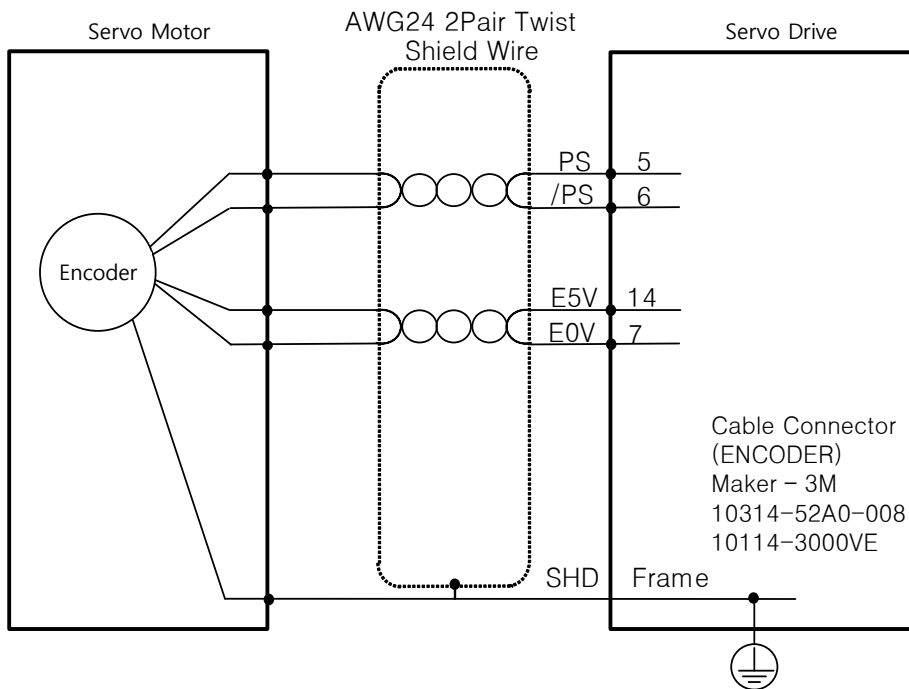 Servo Motor
AWG24 2Pair Twist
Shield Wire
Servo Drive
PS 5
/PS 6
Encoder
E5V 14
E0V 7
Cable Connector
(ENCODER)
Maker - 3M
10314-52A0-008
10114-3000VE
SHD Frame